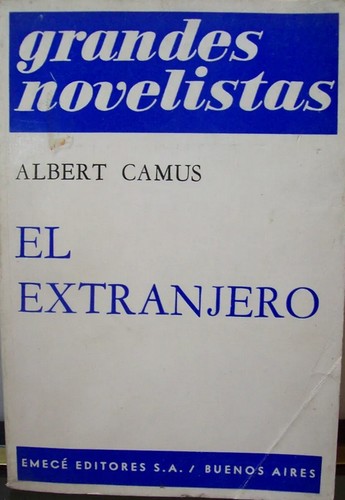 grandes
novelistas
ALBERT CAMUS
EL
EXTRANJERO
EMECÉ EDITORES S.A. / BUENOS AIRES